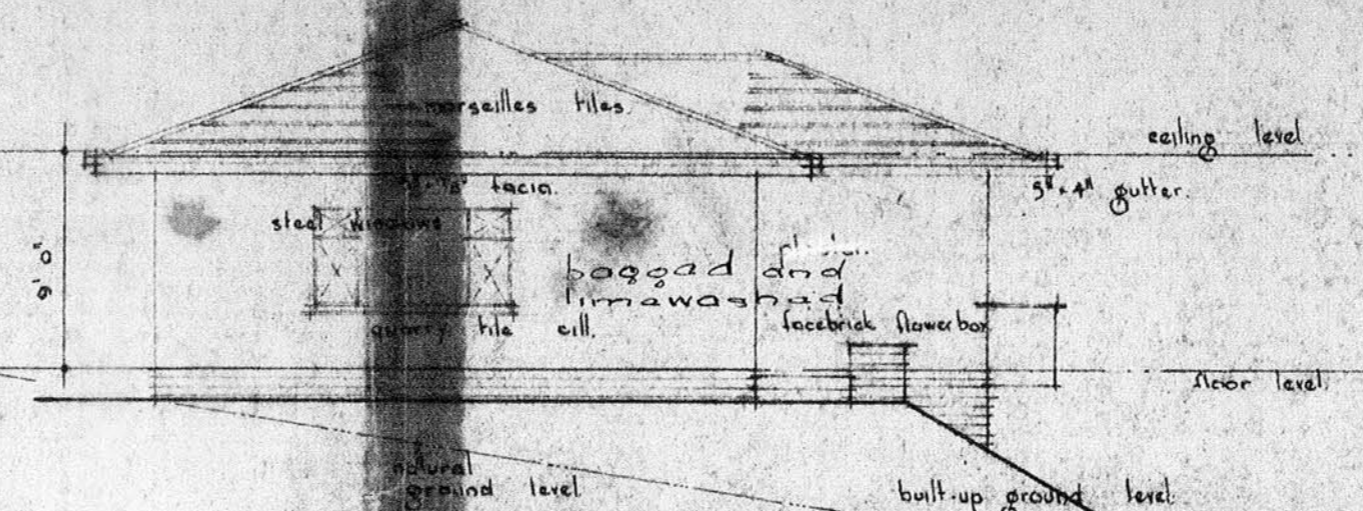 marseilles tiles.
ceiling level
facia.
5" x 4" gutter.
steel windows
9'. 0"
bagged and
limewashed
quarry tile cill.
facebrick flowerbox
floor level.
natural
ground level
built-up ground level